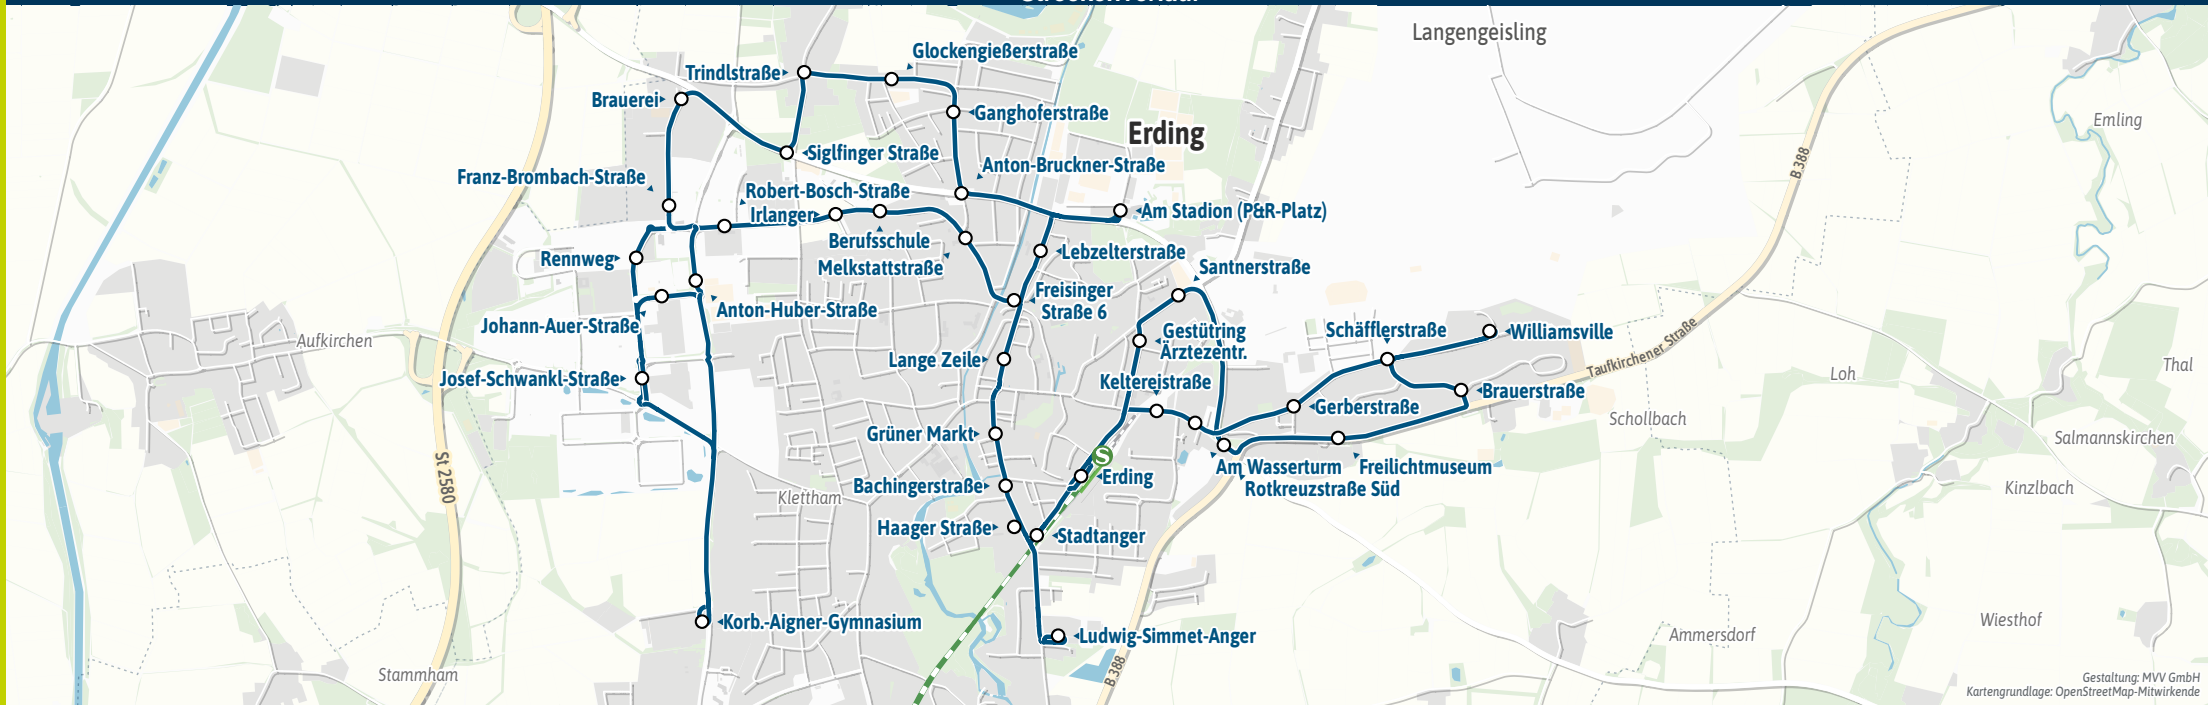 Langengeisling
Glockengießerstraße
Trindlstraße
Brauerei
Ganghoferstraße
Emling
Erding
Siglfinger Straße
Anton-Bruckner-Straße
B 388
Franz-Brombach-Straße
Robert-Bosch-Straße
Irlanger
Am Stadion (P&R-Platz)
Berufsschule
Melkstattstraße
Lebzelterstraße
Rennweg
Santnerstraße
Freisinger
Straße 6
Anton-Huber-Straße
Johann-Auer-Straße
Gestütring
Ärztezentr.
Schäfflerstraße
Williamsville
Taufkirchener Straße
Aufkirchen
Lange Zeile
Thal
Loh
Josef-Schwankl-Straße
Keltereistraße
Brauerstraße
Gerberstraße
Schollbach
Grüner Markt
Salmannskirchen
S
St 2580
Am Wasserturm
Freilichtmuseum
Erding
Rotkreuzstraße Süd
Bachingerstraße
Kinzlbach
Klettham
Haager Straße
Stadtanger
Korb.-Aigner-Gymnasium
Wiesthof
Ludwig-Simmet-Anger
Ammersdorf
B 388
Stammham
Gestaltung: MVV GmbH
Kartengrundlage: OpenStreetMap-Mitwirkende